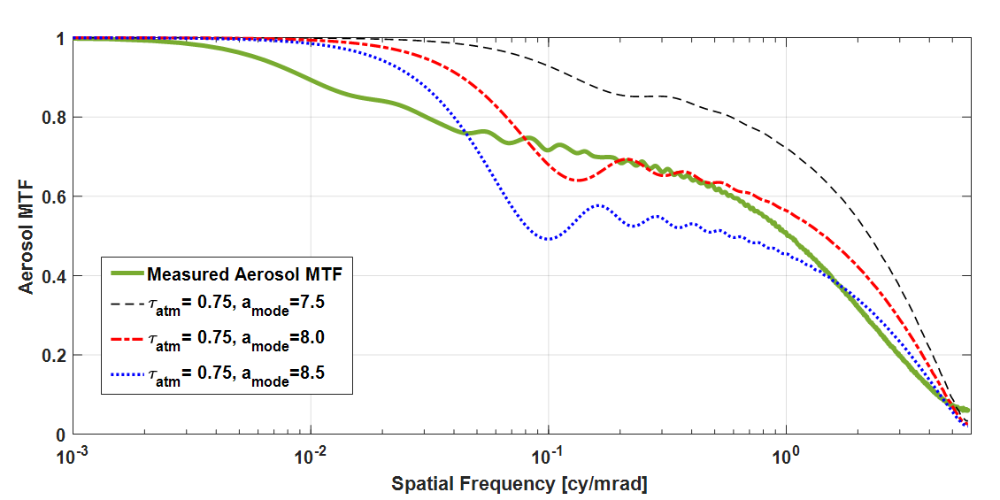 1
0.8
0.6
0.4
0.2
0
Aerosol MTF
Measured Aerosol MTF
τatm= 0.75, amode=7.5
τatm= 0.75, amode=8.0
τatm= 0.75, amode=8.5
10-3 10-2 10-1 100
Spatial Frequency [cy/mrad]